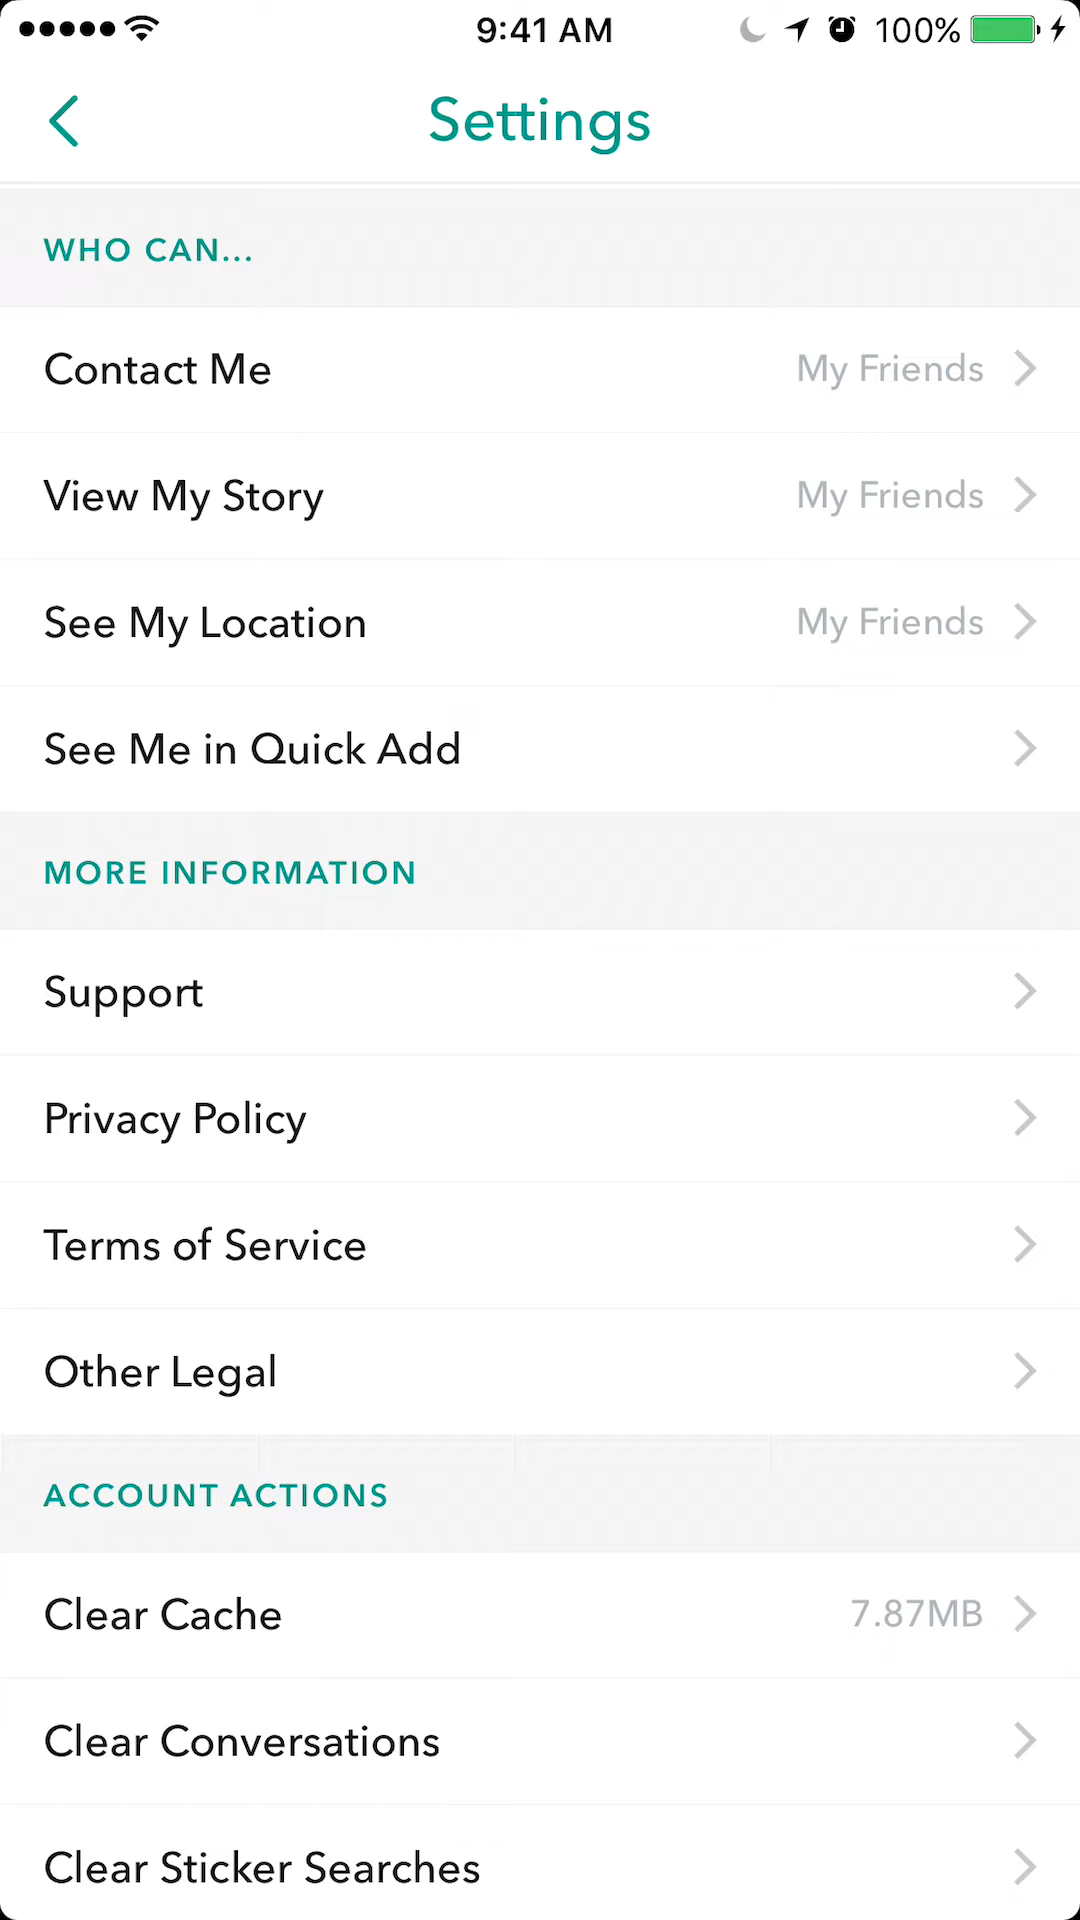 9:41 AM 100%
Settings
WHO CAN...
Contact Me My Friends
View My Story My Friends
See My Location My Friends
See Me in Quick Add
MORE INFORMATION
Support
Privacy Policy
Terms of Service
Other Legal
ACCOUNT ACTIONS
Clear Cache 7.87MB
Clear Conversations
Clear Sticker Searches